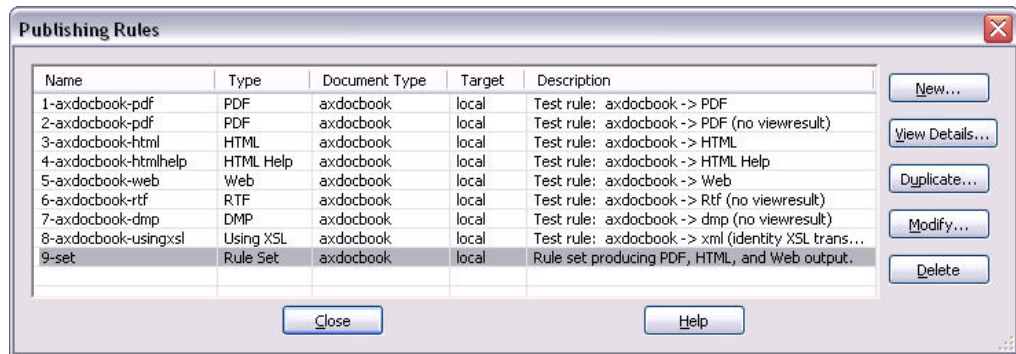 Publishing Rules
Name Type Document Type Target Description
1-axdocbook-pdf PDF axdocbook local Test rule: axdocbook -> PDF
2-axdocbook-pdf PDF axdocbook local Test rule: axdocbook -> PDF (no viewresult)
3-axdocbook-html HTML axdocbook local Test rule: axdocbook -> HTML
4-axdocbook-htmlhelp HTML Help axdocbook local Test rule: axdocbook -> HTML Help
5-axdocbook-web Web axdocbook local Test rule: axdocbook -> Web
6-axdocbook-rtf RTF axdocbook local Test rule: axdocbook -> Rtf (no viewresult)
7-axdocbook-dmp DMP axdocbook local Test rule: axdocbook -> dmp (no viewresult)
8-axdocbook-usingxsl Using XSL axdocbook local Test rule: axdocbook -> xml (identity XSL trans...
9-set Rule Set axdocbook local Rule set producing PDF, HTML, and Web output.
New...
View Details...
Duplicate...
Modify...
Delete
Close Help